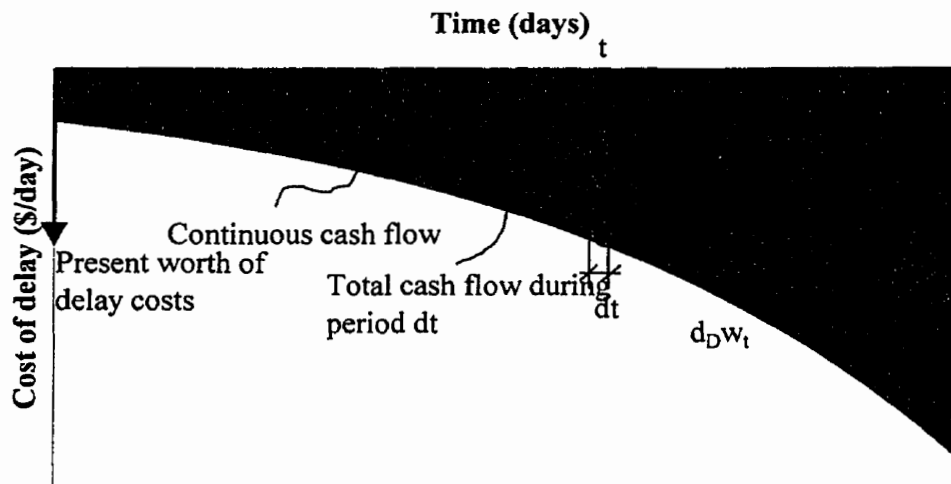 Time (days)
t
Cost of delay ($/day)
Continuous cash flow
Present worth of
delay costs
Total cash flow during
period dt
dt
d_Dw_t